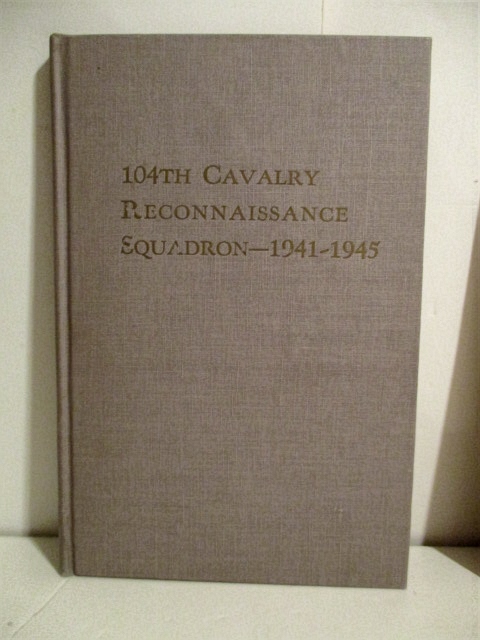 104TH CAVALRY
RECONNAISSANCE
SQUADRON—1941-1945